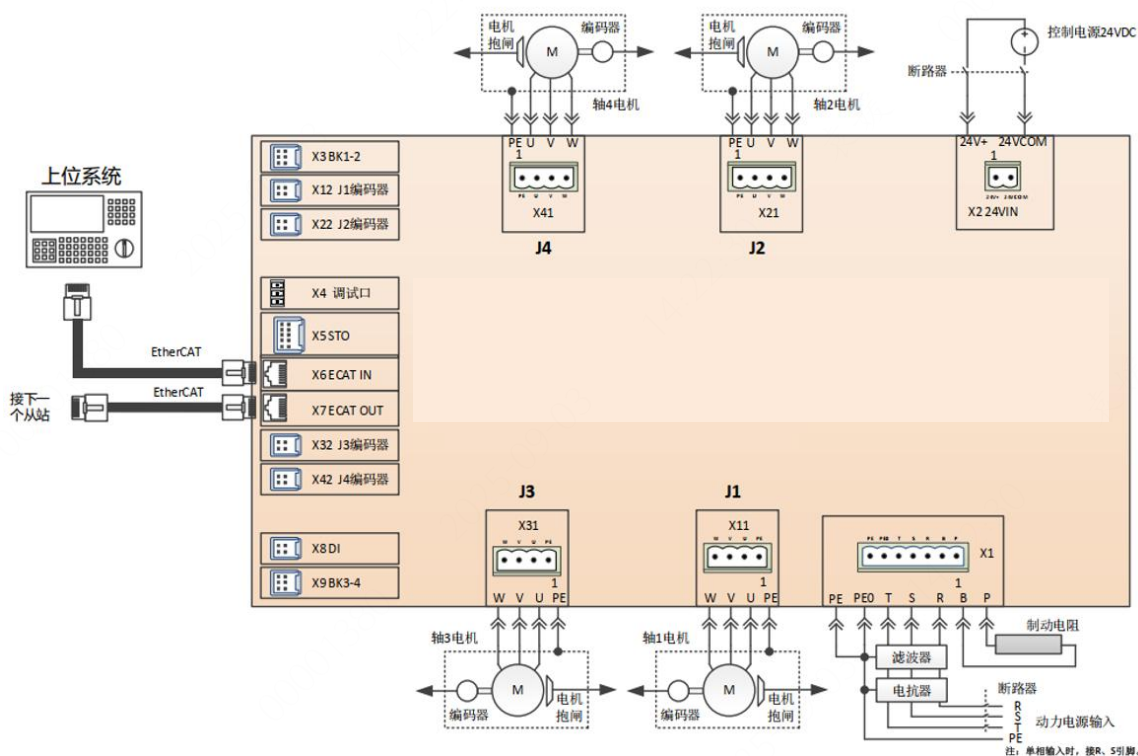 电机
抱闸
M
编码器
轴4电机
PE U V W
1
PE U V W
X41
J4
电机
抱闸
M
编码器
轴2电机
PE U V W
1
PE U V W
X21
J2
控制电源24VDC
断路器
24V+ 24VCOM
1
24V+ 24VCOM
X2 24VIN
X3 BK1-2
X12 J1编码器
X22 J2编码器
上位系统
X4 调试口
X5 STO
X6 ECAT IN
X7 ECAT OUT
X32 J3编码器
X42 J4编码器
X8 DI
X9 BK3-4
EtherCAT
EtherCAT
接下一
个从站
J3
X31
W V U PE
1
W V U PE
轴3电机
M
编码器
电机
抱闸
J1
X11
W V U PE
1
W V U PE
轴1电机
M
编码器
电机
抱闸
PE PE0 T S R B P
X1
1
PE PE0 T S R B P
制动电阻
滤波器
电抗器
断路器
R
S
T
PE
动力电源输入
注：单相输入时，接R、S引脚。